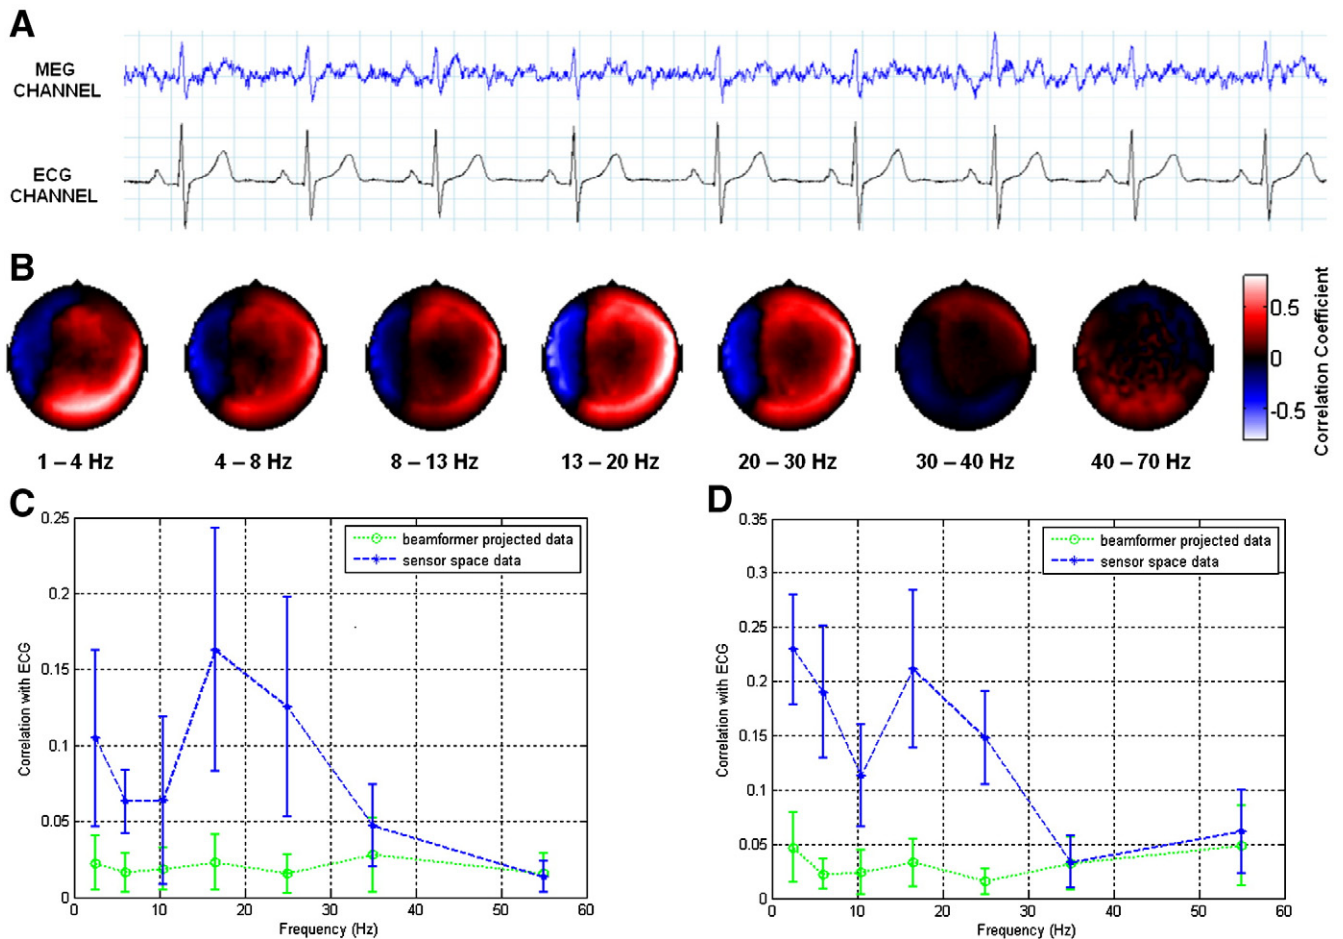 A
MEG
CHANNEL
ECG
CHANNEL
B
1 – 4 Hz
4 – 8 Hz
8 – 13 Hz
13 – 20 Hz
20 – 30 Hz
30 – 40 Hz
40 – 70 Hz
0.5
0
-0.5
Correlation Coefficient
C
0.25
0.2
0.15
0.1
0.05
0
0
10
20
30
40
50
60
Correlation with ECG
Frequency (Hz)
beamformer projected data
sensor space data
D
0.35
0.3
0.25
0.2
0.15
0.1
0.05
0
0
10
20
30
40
50
60
Correlation with ECG
Frequency (Hz)
beamformer projected data
sensor space data